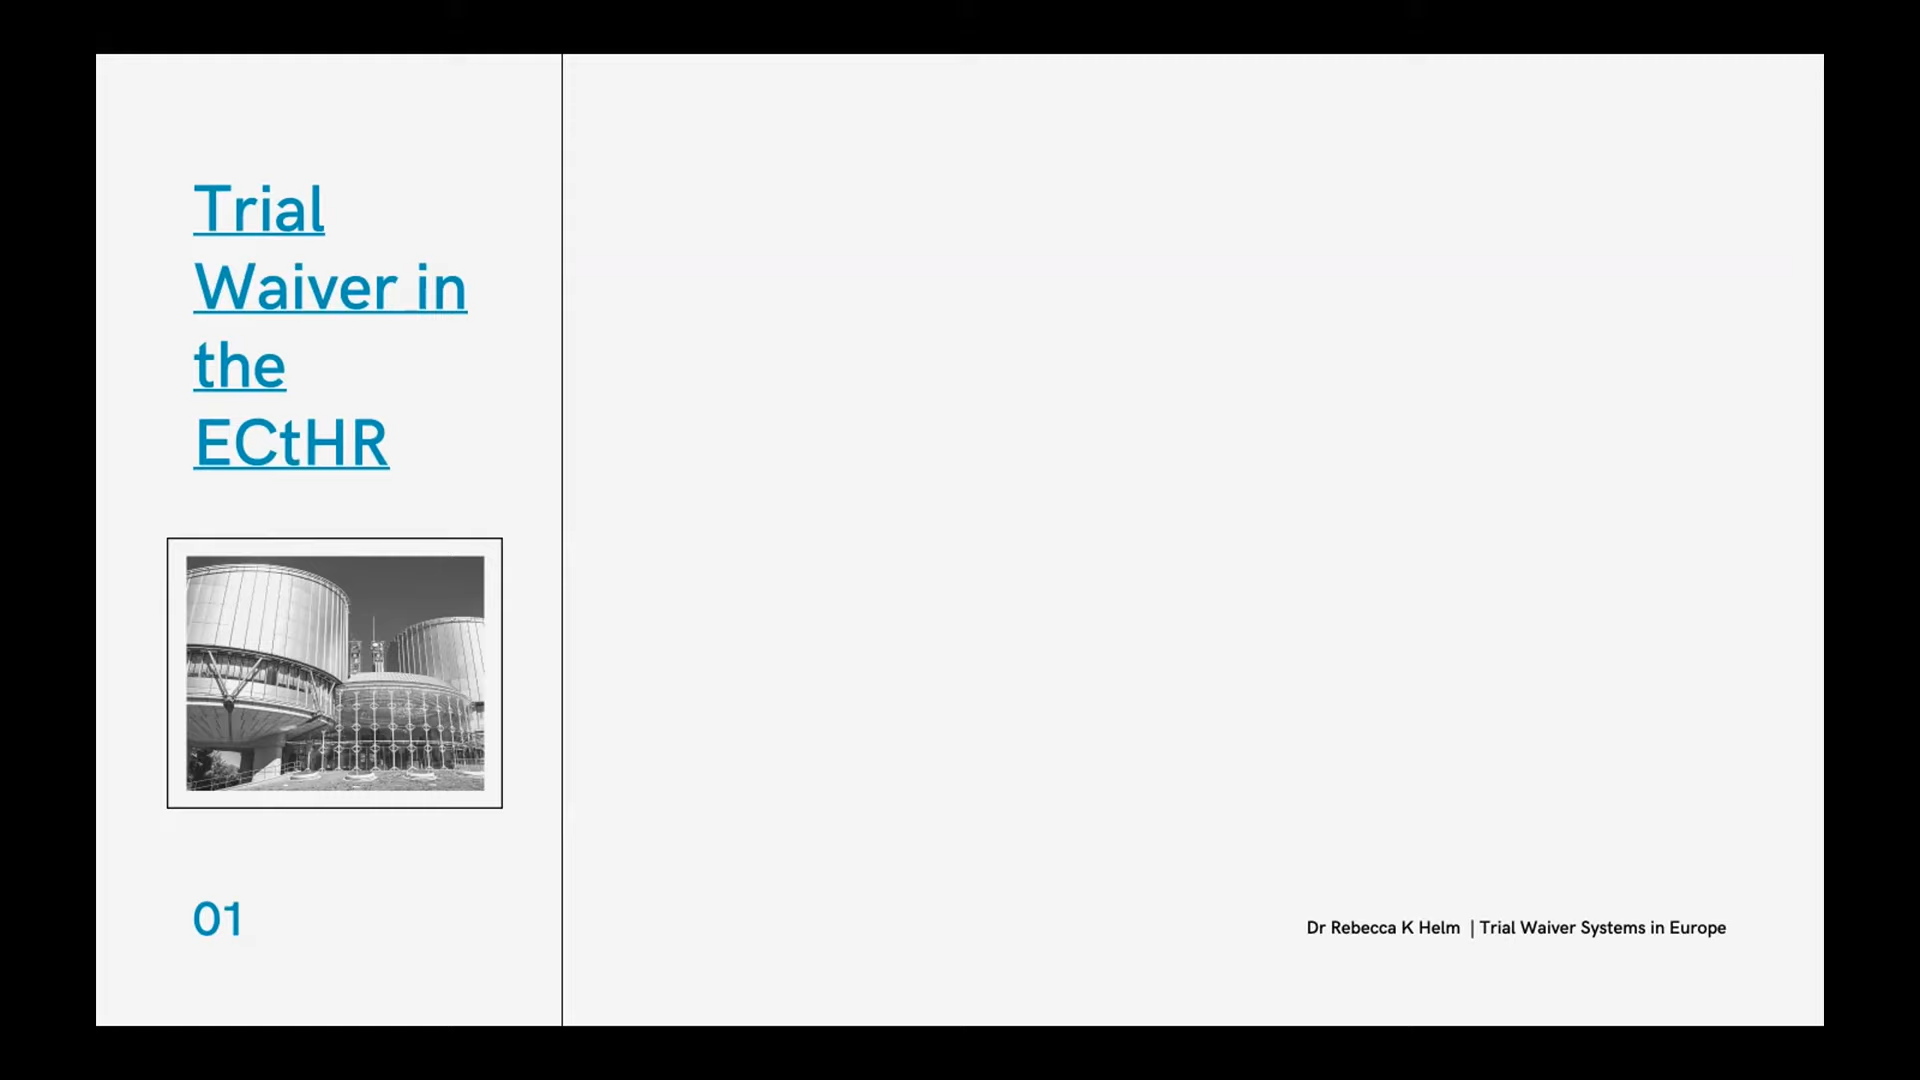 Trial
Waiver in
the
ECtHR
01
Dr Rebecca K Helm | Trial Waiver Systems in Europe